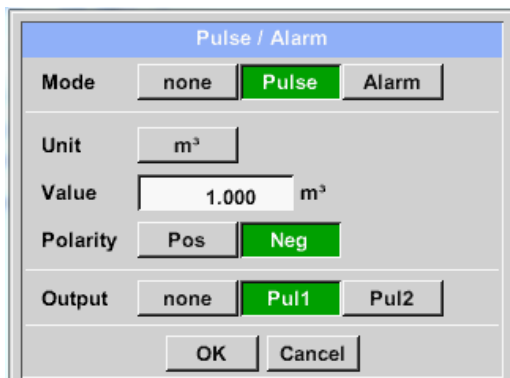 Pulse / Alarm
Mode none Pulse Alarm
Unit m³
Value 1.000 m³
Polarity Pos Neg
Output none Pul1 Pul2
OK Cancel